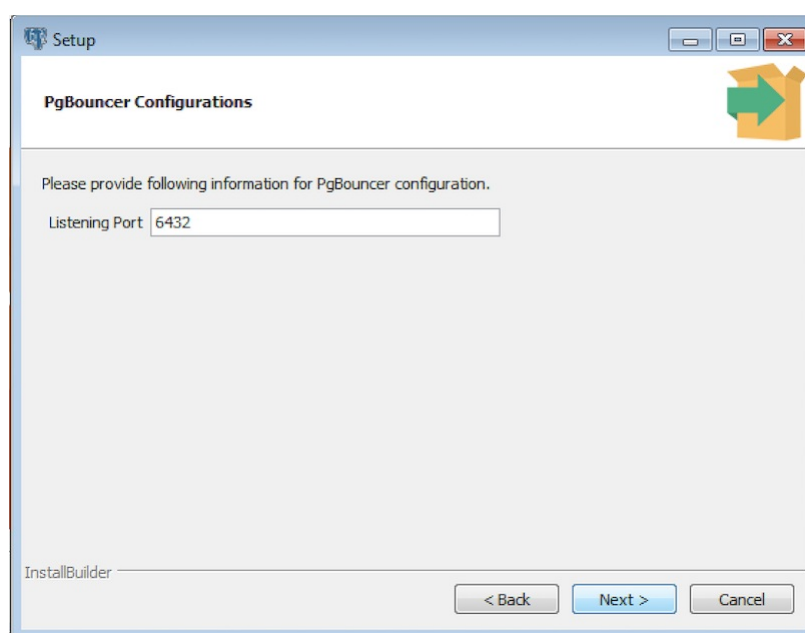 Setup
PgBouncer Configurations
Please provide following information for PgBouncer configuration.
Listening Port 6432
InstallBuilder
< Back Next > Cancel